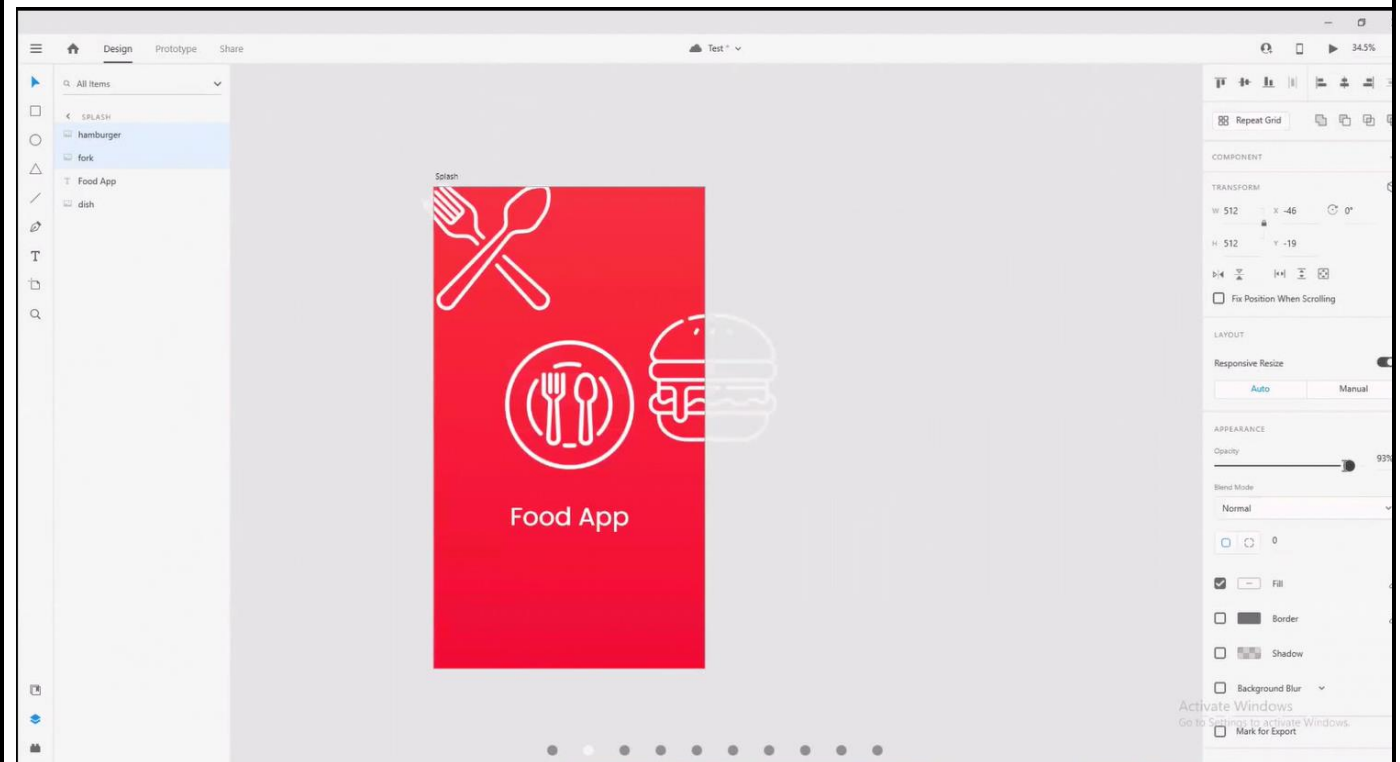 Design Prototype Share Test * 34.5%
All Items
SPLASH
hamburger
fork
Food App
dish
Splash
Food App
Repeat Grid
COMPONENT
TRANSFORM
W 512 X -46 0°
H 512 Y -19
Fix Position When Scrolling
LAYOUT
Responsive Resize
Auto Manual
APPEARANCE
Opacity
93%
Blend Mode
Normal
0
Fill
Border
Shadow
Background Blur
Activate Windows
Go to Settings to activate Windows.
Mark for Export